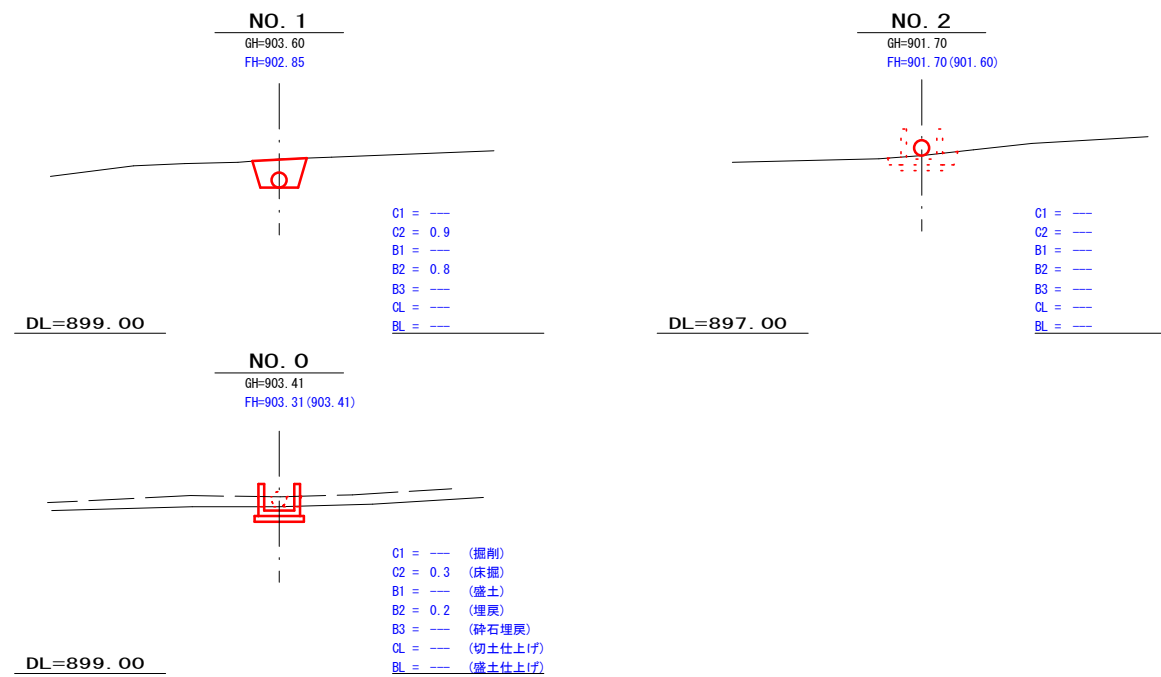 NO. 1
GH=903.60
FH=902.85
C1 = ---
C2 = 0.9
B1 = ---
B2 = 0.8
B3 = ---
CL = ---
BL = ---
DL=899.00
NO. 2
GH=901.70
FH=901.70(901.60)
C1 = ---
C2 = ---
B1 = ---
B2 = ---
B3 = ---
CL = ---
BL = ---
DL=897.00
NO. 0
GH=903.41
FH=903.31(903.41)
C1 = --- (掘削)
C2 = 0.3 (床掘)
B1 = --- (盛土)
B2 = 0.2 (埋戻)
B3 = --- (砕石埋戻)
CL = --- (切土仕上げ)
BL = --- (盛土仕上げ)
DL=899.00